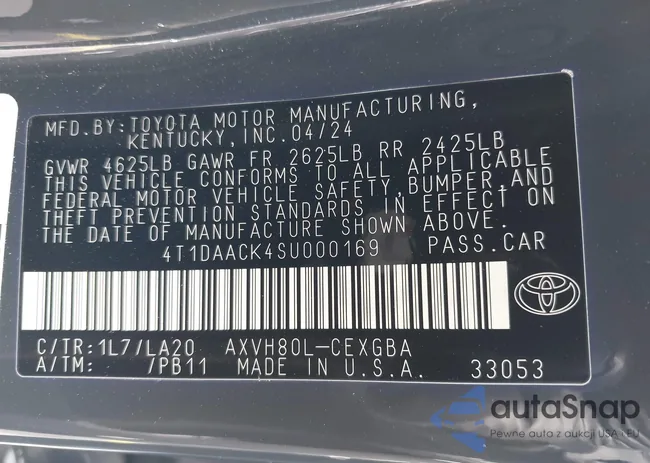 MFD.BY:TOYOTA MOTOR MANUFACTURING,
KENTUCKY, INC. 04/24
GVWR 4625LB GAWR FR 2625LB RR 2425LB
THIS VEHICLE CONFORMS TO ALL APPLICABLE
FEDERAL MOTOR VEHICLE SAFETY, BUMPER, AND
THEFT PREVENTION STANDARDS IN EFFECT ON
THE DATE OF MANUFACTURE SHOWN ABOVE.
4T1DAACK4SU000169 PASS.CAR
C/TR:1L7/LA20 AXVH80L-CEXGBA
A/TM: /PB11 MADE IN U.S.A. 33053
autaSnap
Pewne auta z aukcji USA i EU